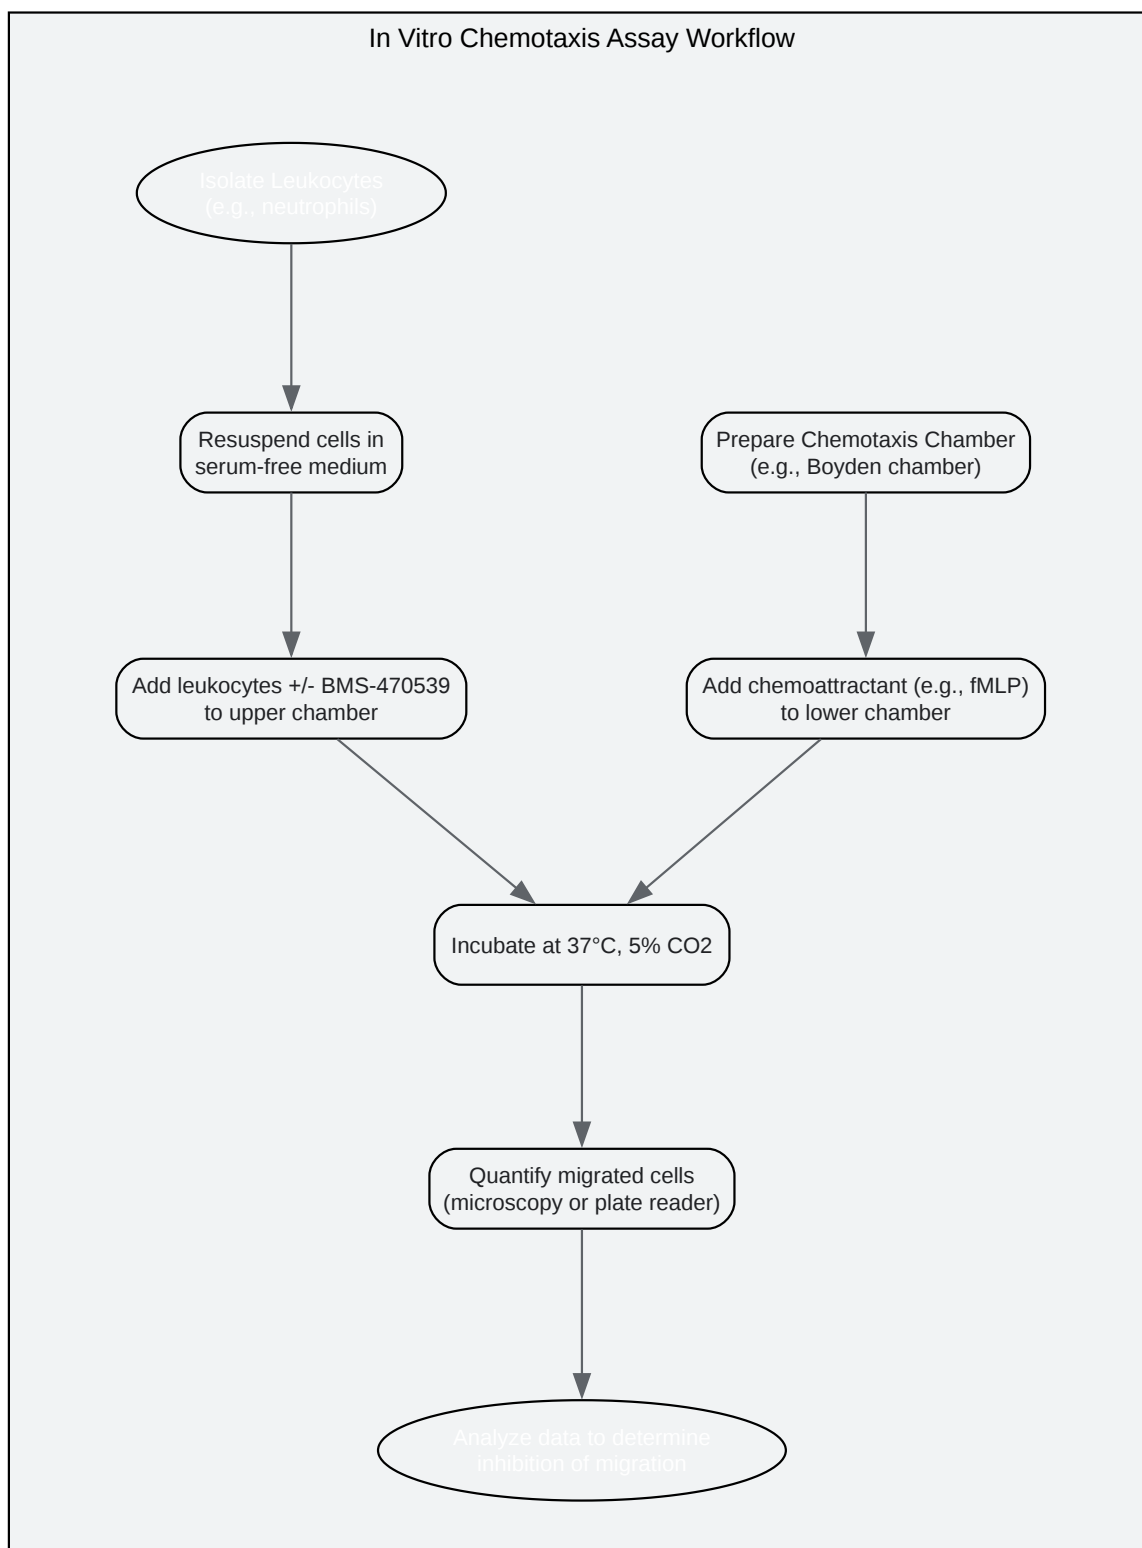 In Vitro Chemotaxis Assay Workflow
Isolate Leukocytes
(e.g., neutrophils)
Resuspend cells in
serum-free medium
Prepare Chemotaxis Chamber
(e.g., Boyden chamber)
Add leukocytes +/- BMS-470539
to upper chamber
Add chemoattractant (e.g., fMLP)
to lower chamber
Incubate at 37°C, 5% CO2
Quantify migrated cells
(microscopy or plate reader)
Analyze data to determine
inhibition of migration